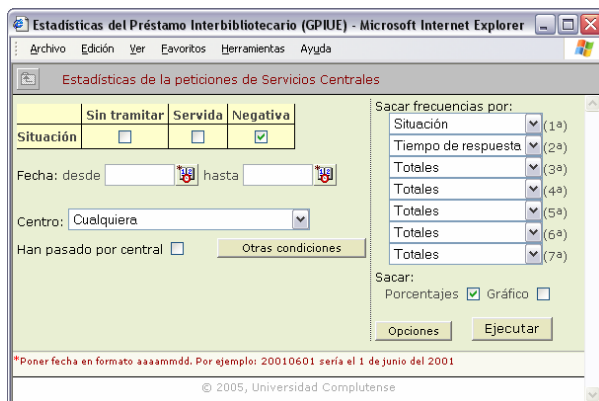 Estadísticas del Préstamo Interbibliotecario (GPIUE) - Microsoft Internet Explorer
Archivo Edición Ver Favoritos Herramientas Ayuda
Estadísticas de la peticiones de Servicios Centrales
Sin tramitar Servida Negativa
Situación
Fecha: desde * hasta *
Centro: Cualquiera
Han pasado por central Otras condiciones
Sacar frecuencias por:
Situación (1ª)
Tiempo de respuesta (2ª)
Totales (3ª)
Totales (4ª)
Totales (5ª)
Totales (6ª)
Totales (7ª)
Sacar:
Porcentajes Gráfico
Opciones Ejecutar
*Poner fecha en formato aaaammdd. Por ejemplo: 20010601 sería el 1 de junio del 2001
© 2005, Universidad Complutense